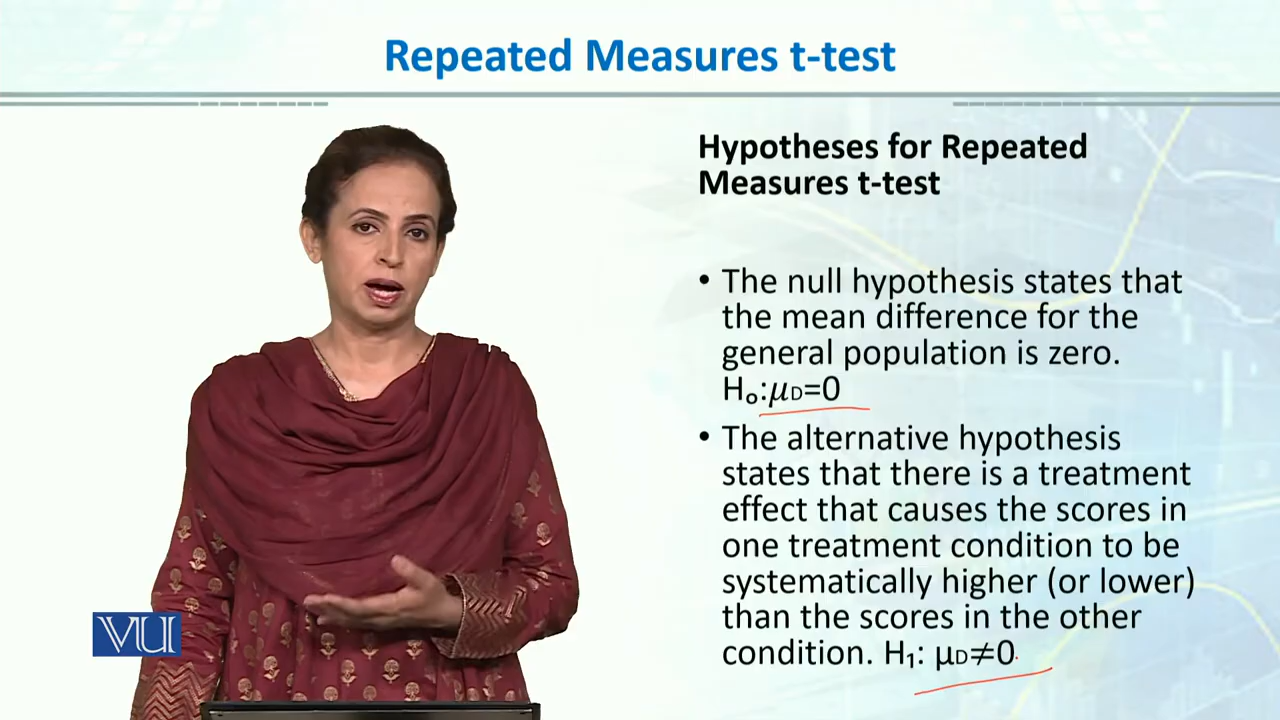 Repeated Measures t-test
Hypotheses for Repeated
Measures t-test
• The null hypothesis states that
the mean difference for the
general population is zero.
Hₒ:μD=0
• The alternative hypothesis
states that there is a treatment
effect that causes the scores in
one treatment condition to be
systematically higher (or lower)
than the scores in the other
condition. H₁: μD≠0
VU